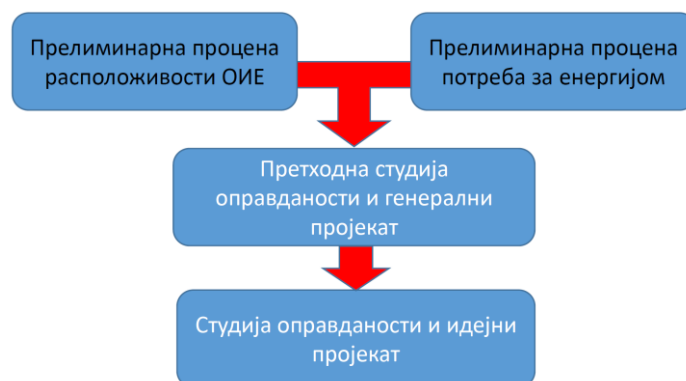 Прелиминарна процена
расположивости ОИЕ
Прелиминарна процена
потреба за енергијом
Претходна студија
оправданости и генерални
пројекат
Студија оправданости и идејни
пројекат